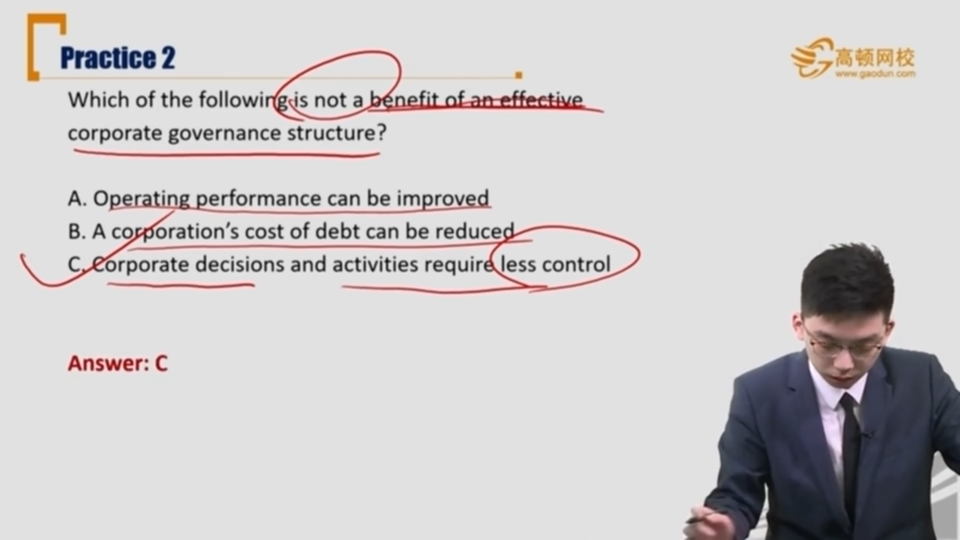 Practice 2
高顿网校
www.gaodun.com
Which of the following is not a benefit of an effective
corporate governance structure?
A. Operating performance can be improved
B. A corporation's cost of debt can be reduced
C. Corporate decisions and activities require less control
Answer: C